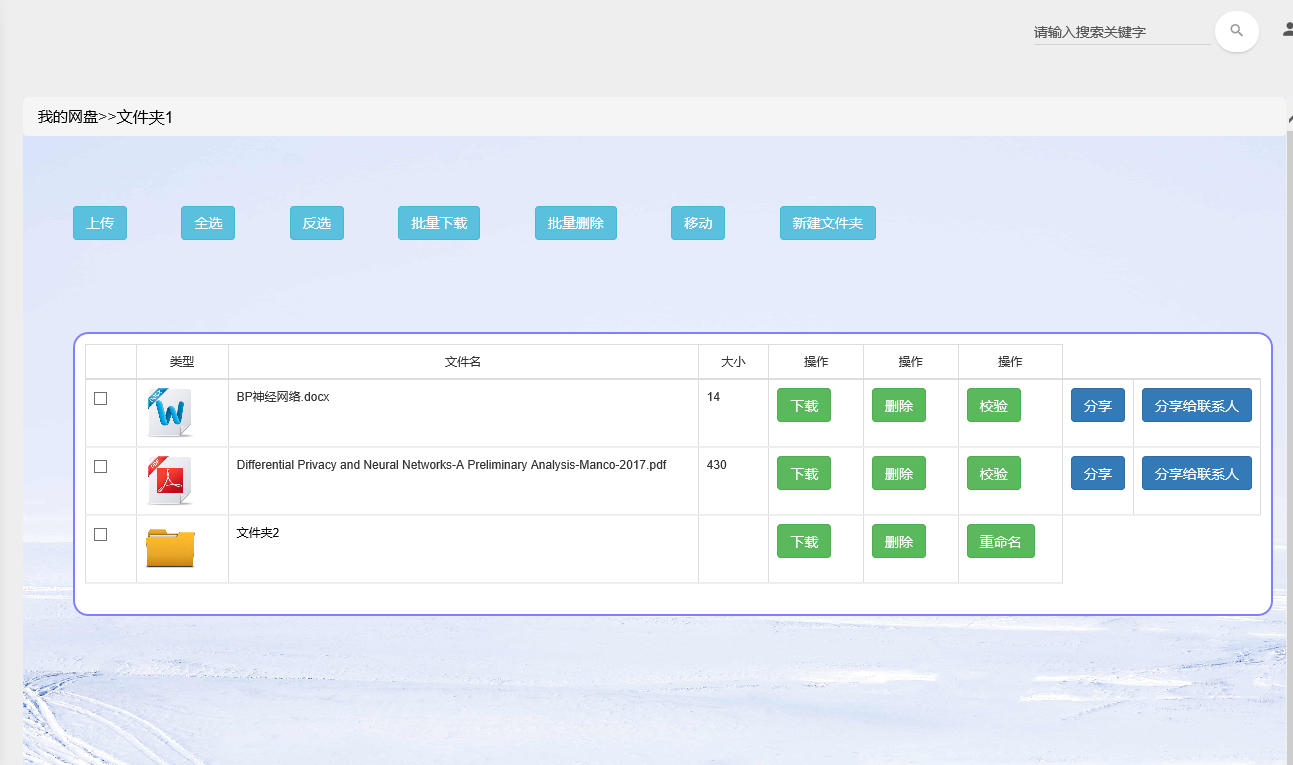 请输入搜索关键字
我的网盘>>文件夹1
上传 全选 反选 批量下载 批量删除 移动 新建文件夹
类型 文件名 大小 操作 操作 操作
BP神经网络.docx 14 下载 删除 校验 分享 分享给联系人
Differential Privacy and Neural Networks-A Preliminary Analysis-Manco-2017.pdf 430 下载 删除 校验 分享 分享给联系人
文件夹2 下载 删除 重命名